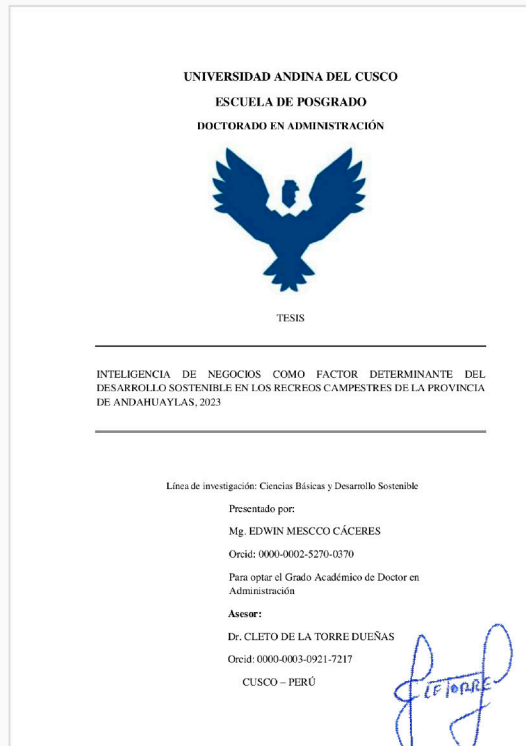 UNIVERSIDAD ANDINA DEL CUSCO
ESCUELA DE POSGRADO
DOCTORADO EN ADMINISTRACIÓN
TESIS
INTELIGENCIA DE NEGOCIOS COMO FACTOR DETERMINANTE DEL
DESARROLLO SOSTENIBLE EN LOS RECREOS CAMPESTRES DE LA PROVINCIA
DE ANDAHUAYLAS, 2023
Línea de investigación: Ciencias Básicas y Desarrollo Sostenible
Presentado por:
Mg. EDWIN MESCCO CÁCERES
Orcid: 0000-0002-5270-0370
Para optar el Grado Académico de Doctor en
Administración
Asesor:
Dr. CLETO DE LA TORRE DUEÑAS
Orcid: 0000-0003-0921-7217
CUSCO – PERÚ